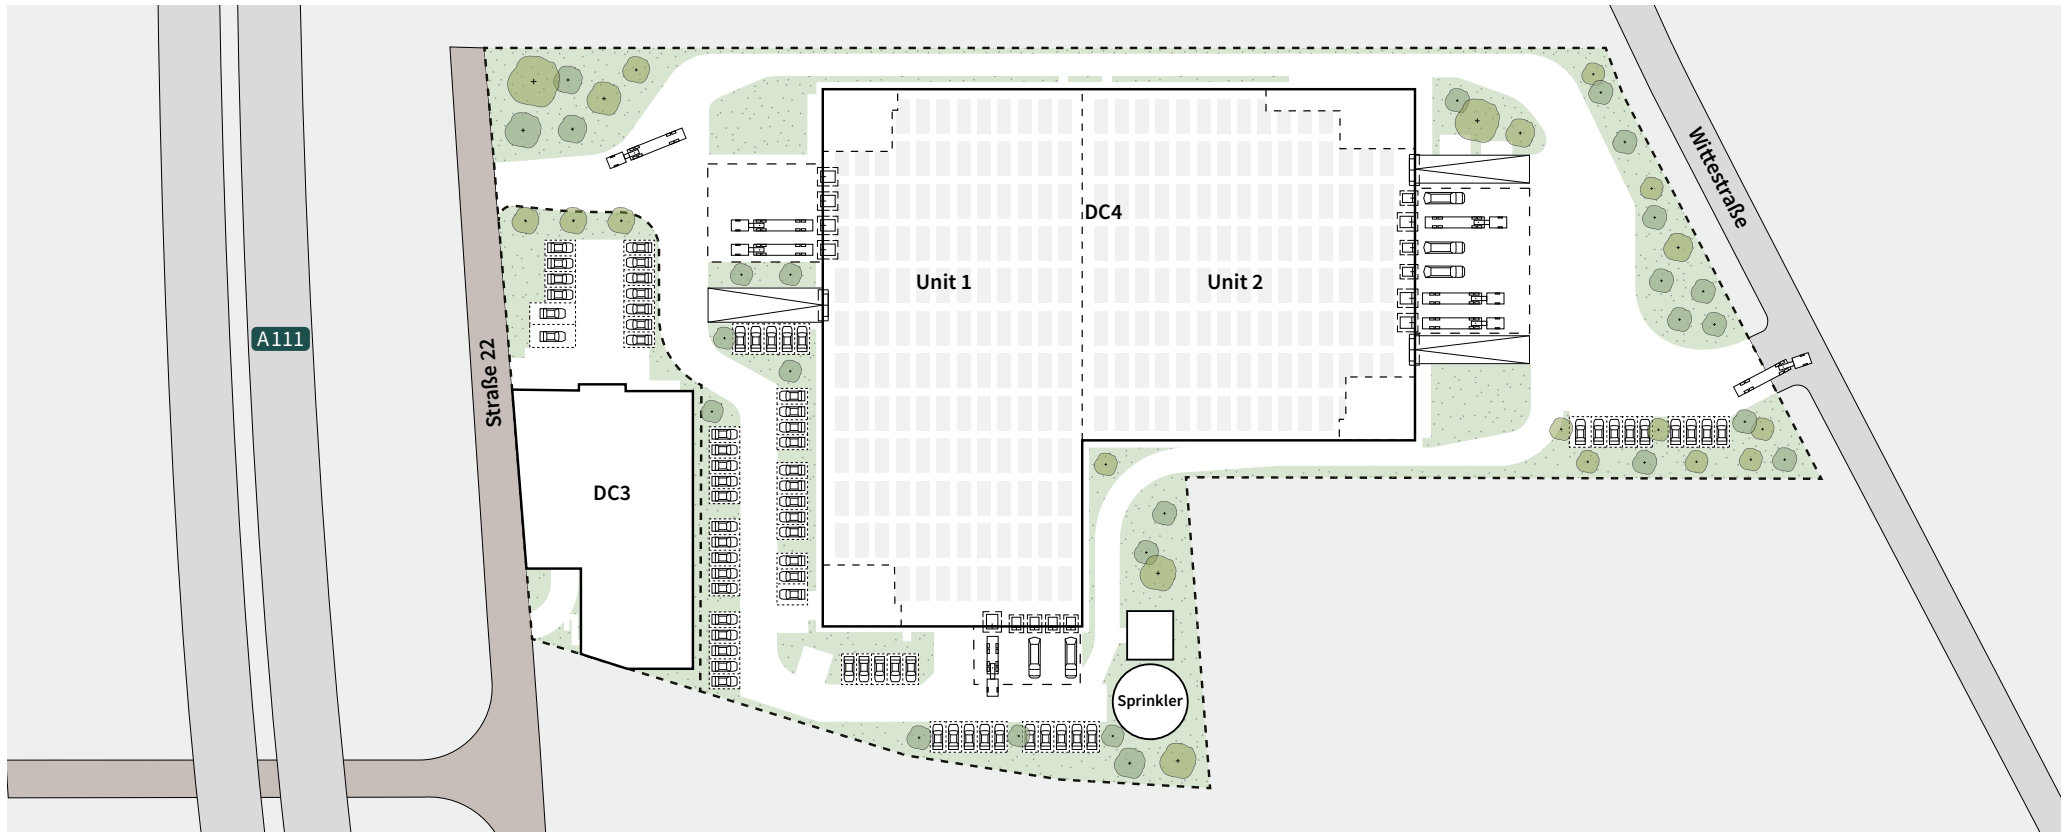 Wittestraße
DC4
Unit 1
Unit 2
A111
Straße 22
DC3
Sprinkler